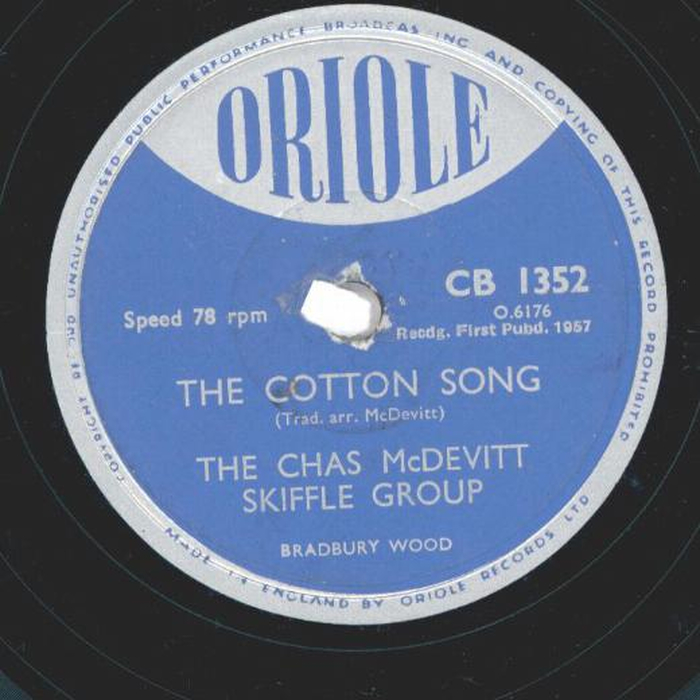 ORIOLE
CB 1352
O.6176
Speed 78 rpm
Recdg. First Pubd. 1957
THE COTTON SONG
(Trad. arr. McDevitt)
THE CHAS McDEVITT
SKIFFLE GROUP
BRADBURY WOOD
UNAUTHORISED PUBLIC PERFORMANCE BROADCAS ING AND COPYING OF THIS RECORD PROHIBITED
COPYRIGHT
MADE IN ENGLAND BY ORIOLE RECORDS LTD